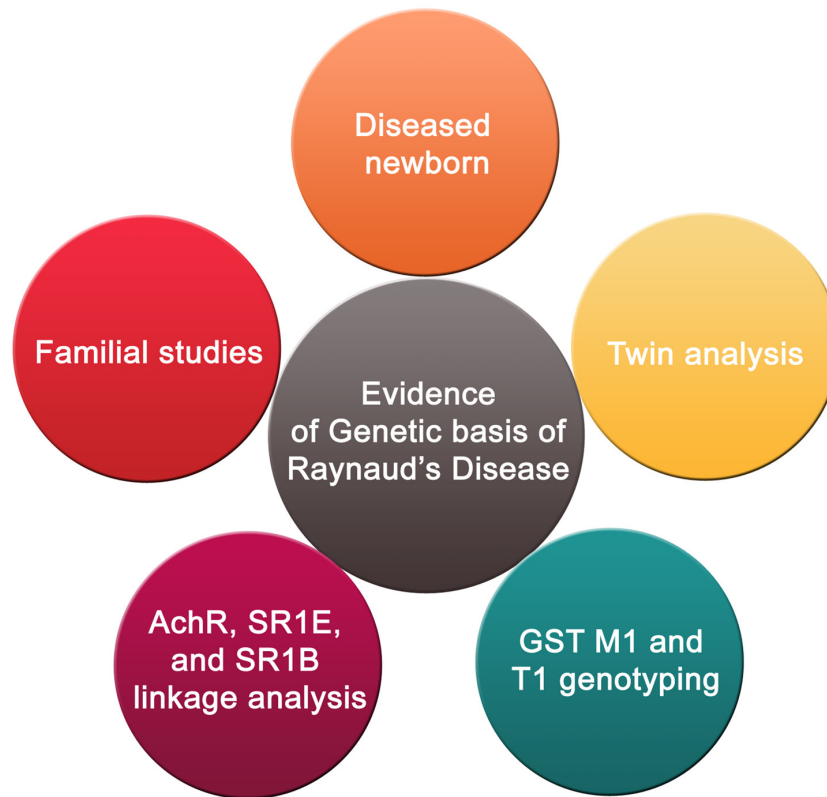 Diseased
newborn
Familial studies
Twin analysis
Evidence
of Genetic basis of
Raynaud’s Disease
AchR, SR1E,
and SR1B
linkage analysis
GST M1 and
T1 genotyping